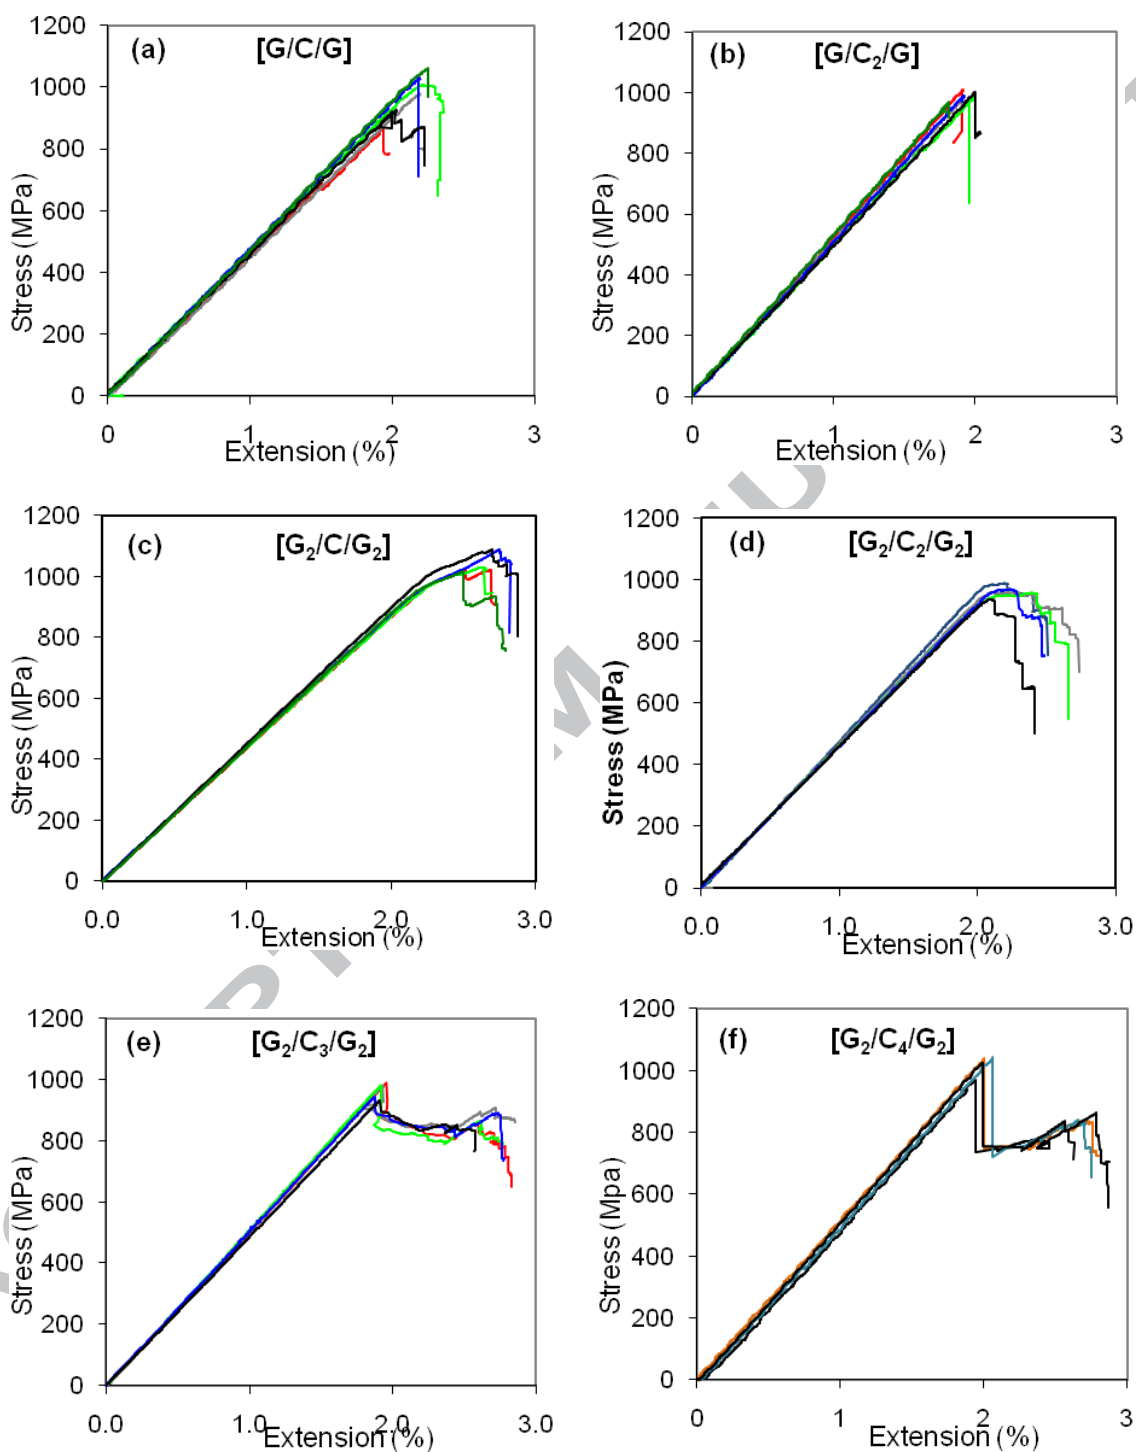 (a) [G/C/G]
1200
1000
800
600
400
200
0
Stress (MPa)
0 1 2 3
Extension (%)
(b) [G/C₂/G]
1200
1000
800
600
400
200
0
Stress (MPa)
0 1 2 3
Extension (%)
(c) [G₂/C/G₂]
1200
1000
800
600
400
200
0
Stress (MPa)
0.0 1.0 2.0 3.0
Extension (%)
(d) [G₂/C₂/G₂]
1200
1000
800
600
400
200
0
Stress (MPa)
0.0 1.0 2.0 3.0
Extension (%)
(e) [G₂/C₃/G₂]
1200
1000
800
600
400
200
0
Stress (MPa)
0.0 1.0 2.0 3.0
Extension (%)
(f) [G₂/C₄/G₂]
1200
1000
800
600
400
200
0
Stress (Mpa)
0 1 2 3
Extension (%)